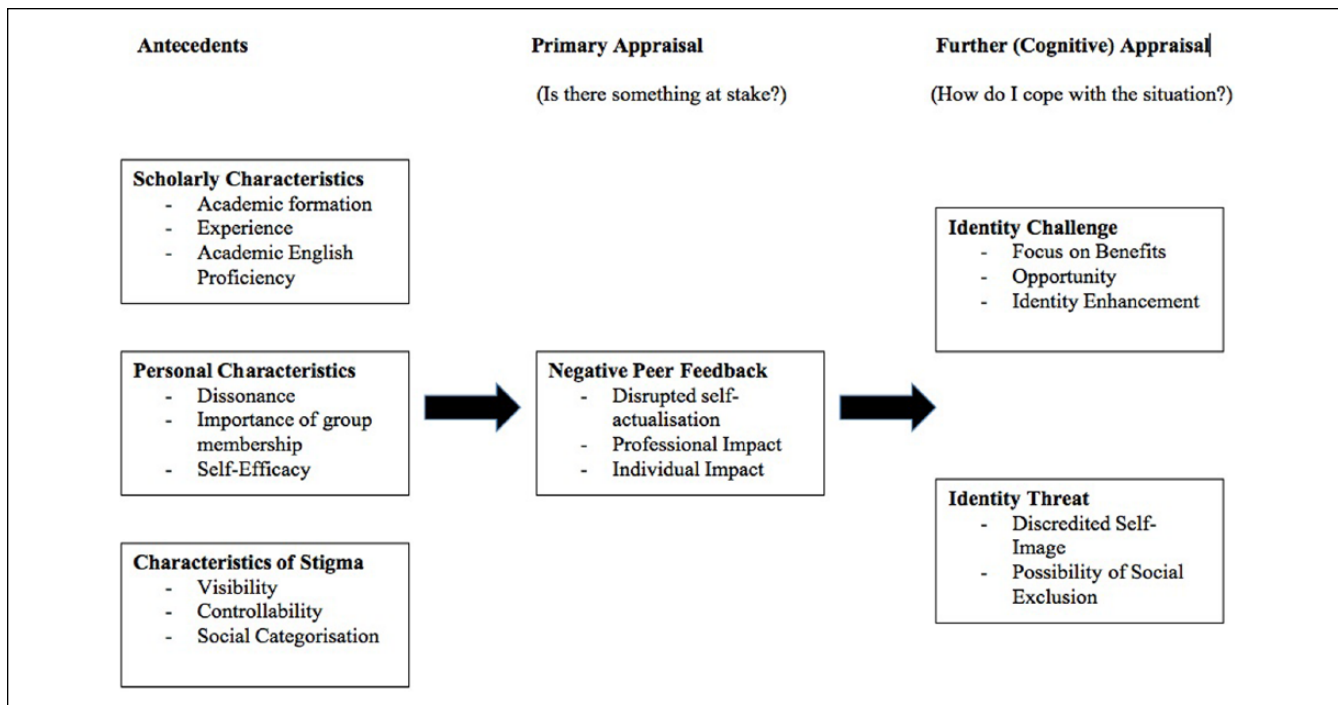 Antecedents
Primary Appraisal
Further (Cognitive) Appraisal
(Is there something at stake?)
(How do I cope with the situation?)
Scholarly Characteristics
- Academic formation
- Experience
- Academic English
Proficiency
Personal Characteristics
- Dissonance
- Importance of group
membership
- Self-Efficacy
Characteristics of Stigma
- Visibility
- Controllability
- Social Categorisation
Negative Peer Feedback
- Disrupted self-
actualisation
- Professional Impact
- Individual Impact
Identity Challenge
- Focus on Benefits
- Opportunity
- Identity Enhancement
Identity Threat
- Discredited Self-
Image
- Possibility of Social
Exclusion